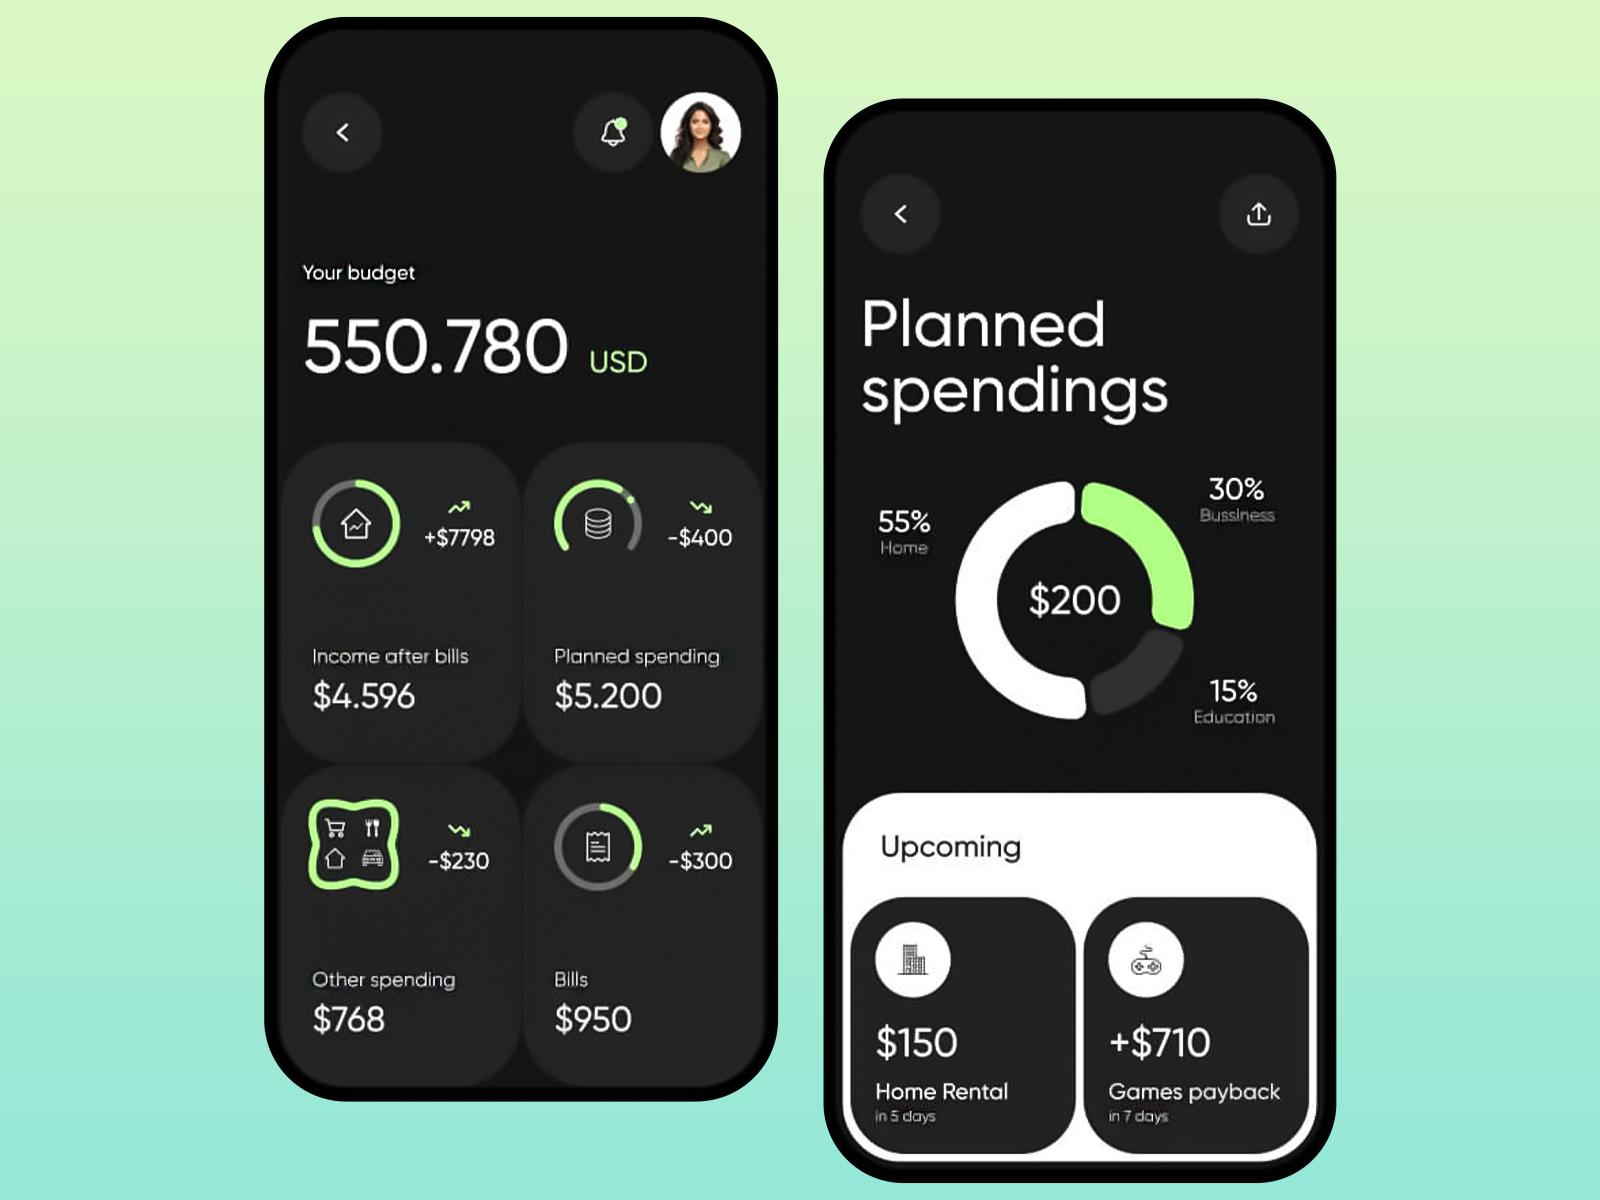 Your budget
550.780 USD
+$7798
-$400
Income after bills
$4.596
Planned spending
$5.200
-$230
-$300
Other spending
$768
Bills
$950
Planned
spendings
30%
Bussiness
55%
Home
$200
15%
Education
Upcoming
$150
Home Rental
in 5 days
+$710
Games payback
in 7 days